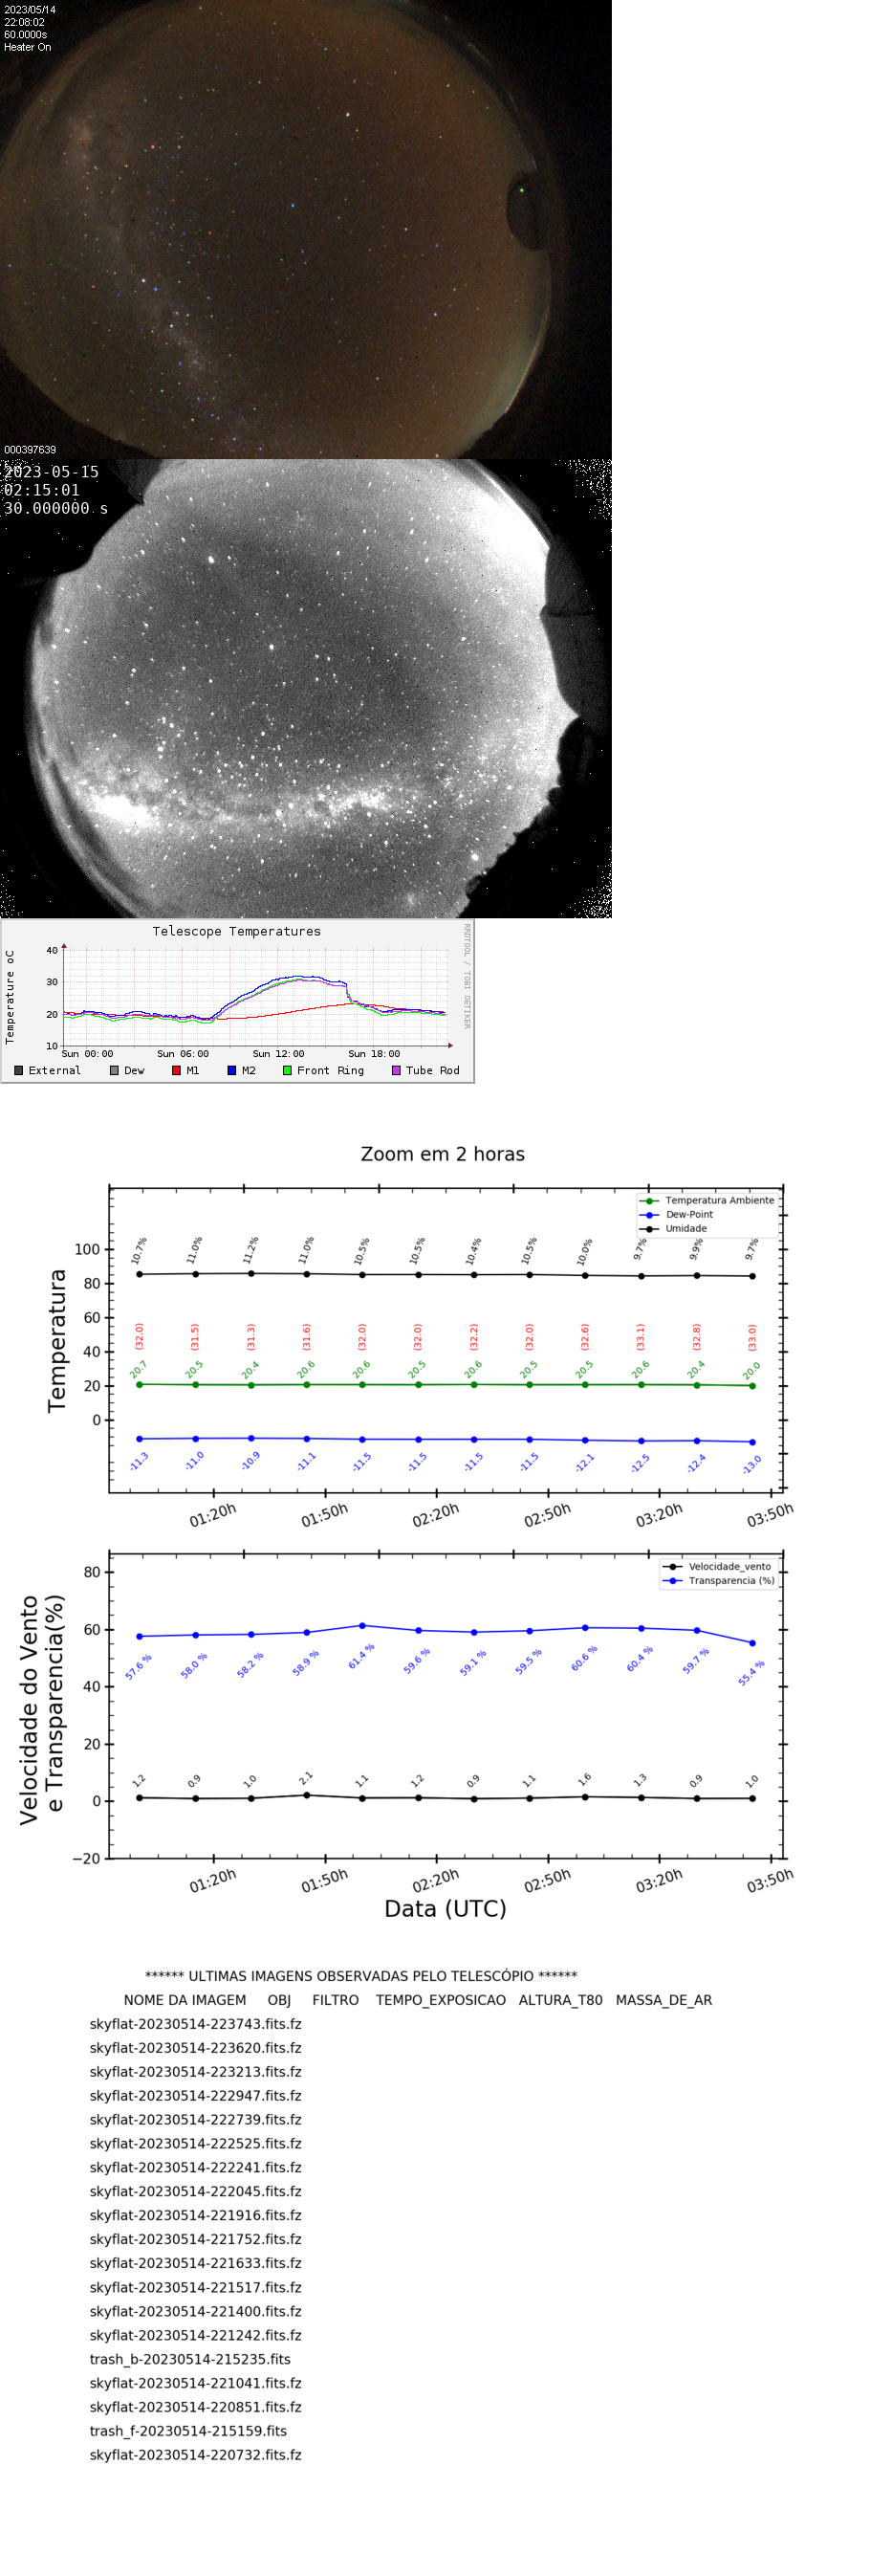 2023/05/14
22:08:02
60.0000s
Heater On
000397639
2023-05-15
02:15:01
30.000000 s
Telescope Temperatures
RRDTOOL / TOBI OETIKER
Temperature oC
40
30
20
10
Sun 00:00 Sun 06:00 Sun 12:00 Sun 18:00
External Dew M1 M2 Front Ring Tube Rod
Zoom em 2 horas
Temperatura Ambiente
Dew-Point
Umidade
Temperatura
100
80
60
40
20
0
10.7% 11.0% 11.2% 11.0% 10.5% 10.5% 10.4% 10.5% 10.0% 9.7% 9.9% 9.7%
(32.0) (31.5) (31.3) (31.6) (32.0) (32.0) (32.2) (32.0) (32.6) (33.1) (32.8) (33.0)
20.7 20.5 20.4 20.6 20.6 20.5 20.6 20.5 20.5 20.6 20.4 20.0
-11.3 -11.0 -10.9 -11.1 -11.5 -11.5 -11.5 -11.5 -12.1 -12.5 -12.4 -13.0
01:20h 01:50h 02:20h 02:50h 03:20h 03:50h
Velocidade_vento
Transparencia (%)
Velocidade do Vento
e Transparencia(%)
80
60
40
20
0
−20
57.6 % 58.0 % 58.2 % 58.9 % 61.4 % 59.6 % 59.1 % 59.5 % 60.6 % 60.4 % 59.7 % 55.4 %
1.2 0.9 1.0 2.1 1.1 1.2 0.9 1.1 1.6 1.3 0.9 1.0
01:20h 01:50h 02:20h 02:50h 03:20h 03:50h
Data (UTC)
****** ULTIMAS IMAGENS OBSERVADAS PELO TELESCÓPIO ******
NOME DA IMAGEM OBJ FILTRO TEMPO_EXPOSICAO ALTURA_T80 MASSA_DE_AR
skyflat-20230514-223743.fits.fz
skyflat-20230514-223620.fits.fz
skyflat-20230514-223213.fits.fz
skyflat-20230514-222947.fits.fz
skyflat-20230514-222739.fits.fz
skyflat-20230514-222525.fits.fz
skyflat-20230514-222241.fits.fz
skyflat-20230514-222045.fits.fz
skyflat-20230514-221916.fits.fz
skyflat-20230514-221752.fits.fz
skyflat-20230514-221633.fits.fz
skyflat-20230514-221517.fits.fz
skyflat-20230514-221400.fits.fz
skyflat-20230514-221242.fits.fz
trash_b-20230514-215235.fits
skyflat-20230514-221041.fits.fz
skyflat-20230514-220851.fits.fz
trash_f-20230514-215159.fits
skyflat-20230514-220732.fits.fz